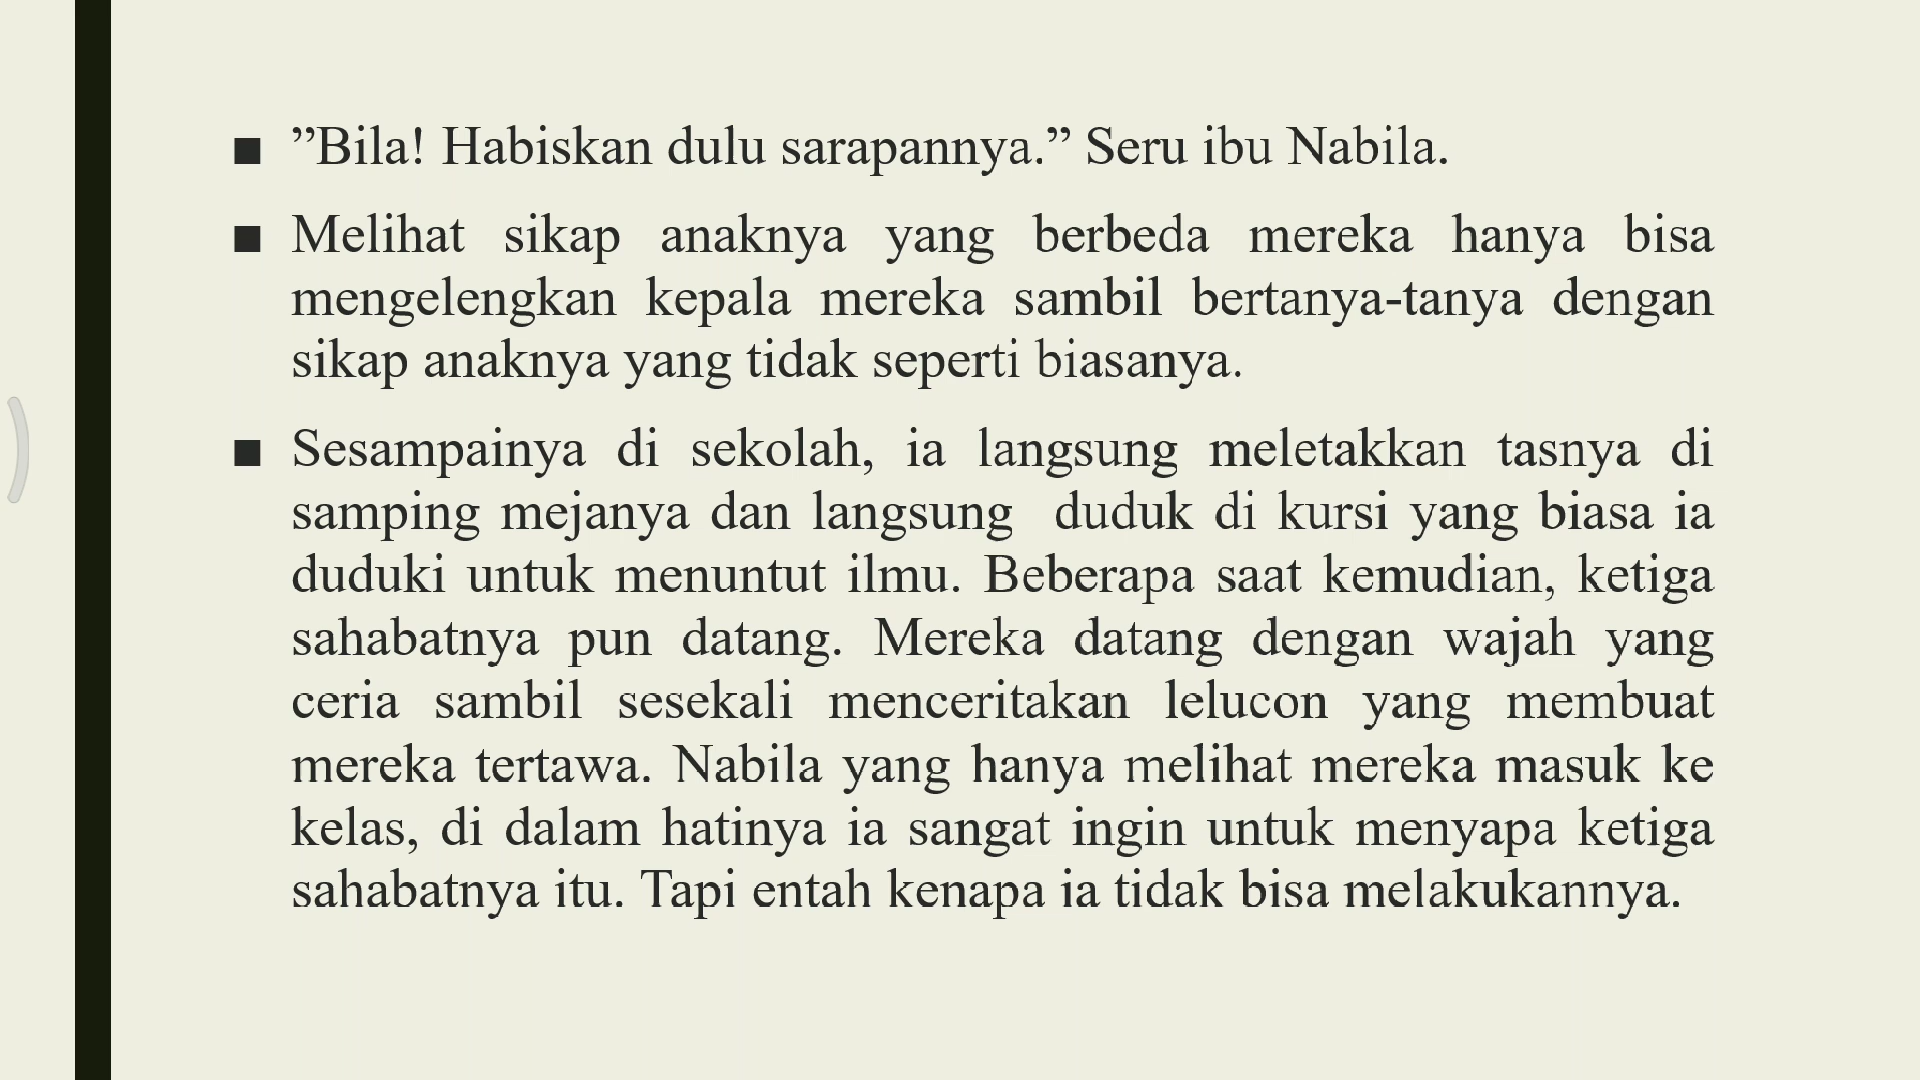 ■ ”Bila! Habiskan dulu sarapannya.” Seru ibu Nabila.
■ Melihat sikap anaknya yang berbeda mereka hanya bisa
mengelengkan kepala mereka sambil bertanya-tanya dengan
sikap anaknya yang tidak seperti biasanya.
■ Sesampainya di sekolah, ia langsung meletakkan tasnya di
samping mejanya dan langsung duduk di kursi yang biasa ia
duduki untuk menuntut ilmu. Beberapa saat kemudian, ketiga
sahabatnya pun datang. Mereka datang dengan wajah yang
ceria sambil sesekali menceritakan lelucon yang membuat
mereka tertawa. Nabila yang hanya melihat mereka masuk ke
kelas, di dalam hatinya ia sangat ingin untuk menyapa ketiga
sahabatnya itu. Tapi entah kenapa ia tidak bisa melakukannya.